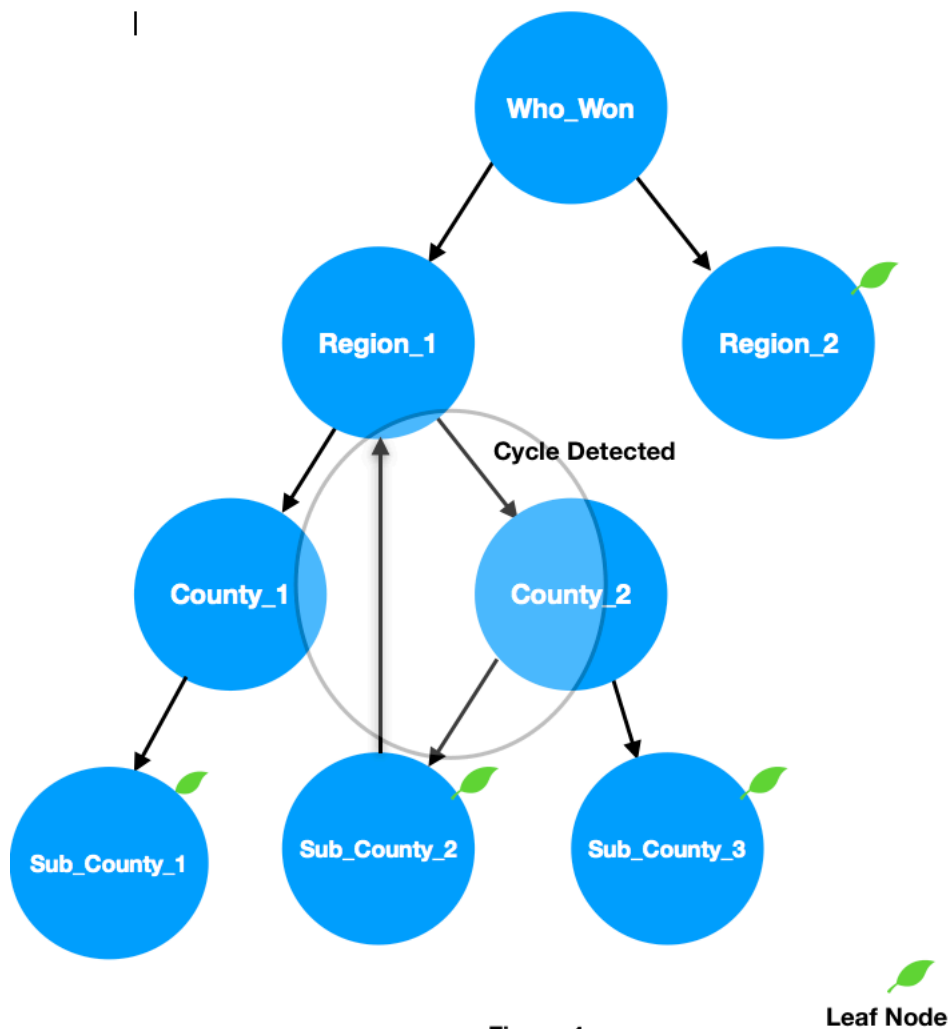 Who_Won
Region_1
Region_2
Cycle Detected
County_1
County_2
Sub_County_1
Sub_County_2
Sub_County_3
Leaf Node